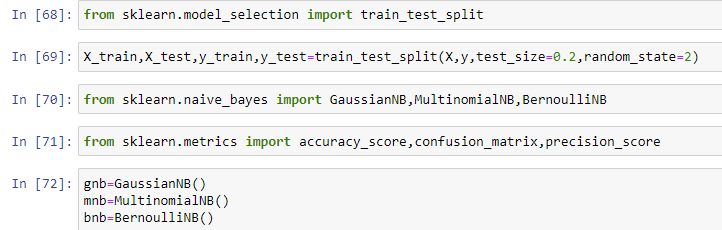 In [68]: from sklearn.model_selection import train_test_split
In [69]: X_train,X_test,y_train,y_test=train_test_split(X,y,test_size=0.2,random_state=2)
In [70]: from sklearn.naive_bayes import GaussianNB,MultinomialNB,BernoulliNB
In [71]: from sklearn.metrics import accuracy_score,confusion_matrix,precision_score
In [72]: gnb=GaussianNB()
mnb=MultinomialNB()
bnb=BernoulliNB()